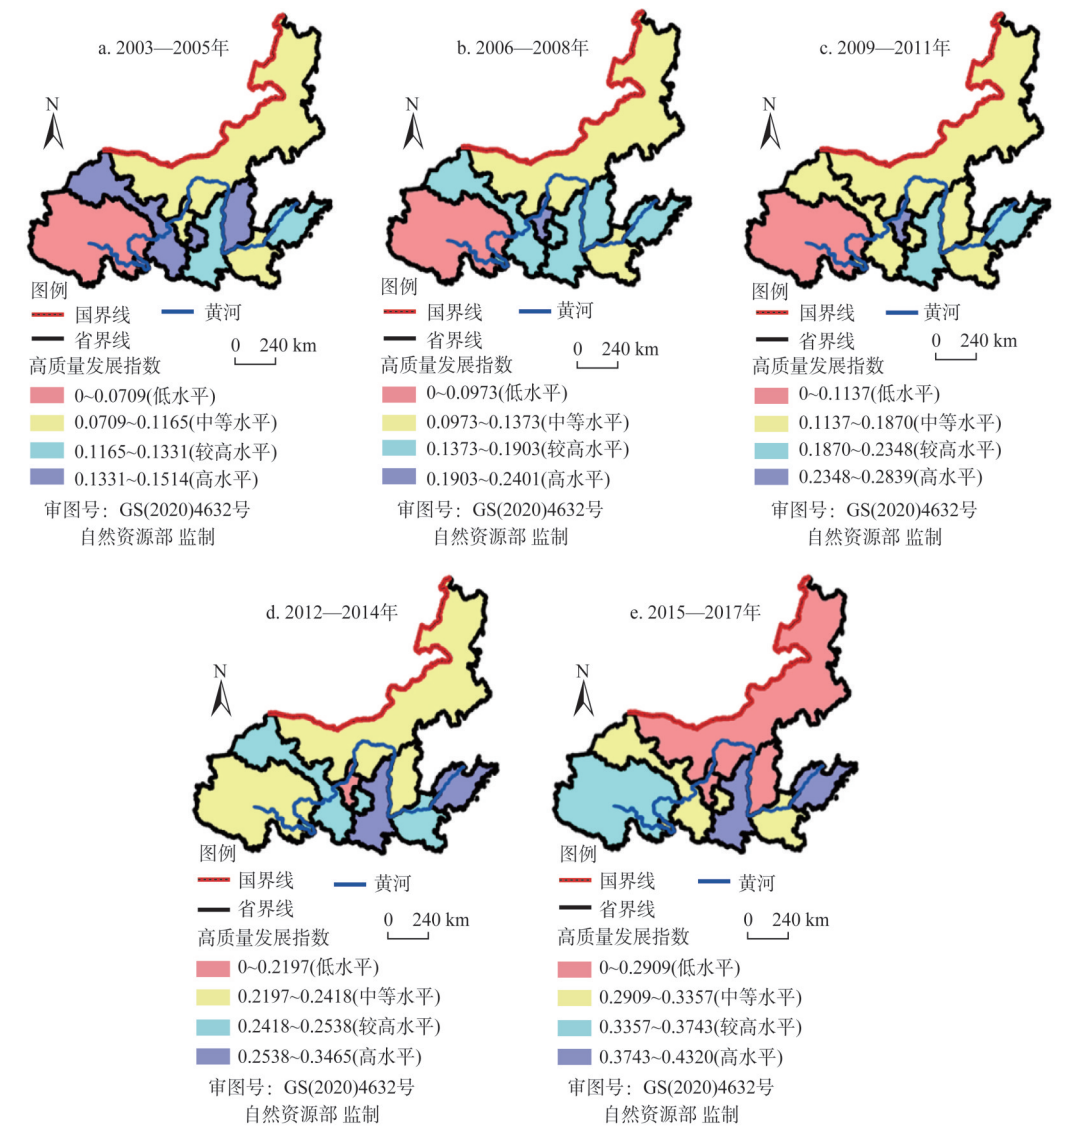 a. 2003—2005年
N
图例
国界线
黄河
省界线
0 240 km
高质量发展指数
0~0.0709(低水平)
0.0709~0.1165(中等水平)
0.1165~0.1331(较高水平)
0.1331~0.1514(高水平)
审图号：GS(2020)4632号
自然资源部 监制
b. 2006—2008年
N
图例
国界线
黄河
省界线
0 240 km
高质量发展指数
0~0.0973(低水平)
0.0973~0.1373(中等水平)
0.1373~0.1903(较高水平)
0.1903~0.2401(高水平)
审图号：GS(2020)4632号
自然资源部 监制
c. 2009—2011年
N
图例
国界线
黄河
省界线
0 240 km
高质量发展指数
0~0.1137(低水平)
0.1137~0.1870(中等水平)
0.1870~0.2348(较高水平)
0.2348~0.2839(高水平)
审图号：GS(2020)4632号
自然资源部 监制
d. 2012—2014年
N
图例
国界线
黄河
省界线
0 240 km
高质量发展指数
0~0.2197(低水平)
0.2197~0.2418(中等水平)
0.2418~0.2538(较高水平)
0.2538~0.3465(高水平)
审图号：GS(2020)4632号
自然资源部 监制
e. 2015—2017年
N
图例
国界线
黄河
省界线
0 240 km
高质量发展指数
0~0.2909(低水平)
0.2909~0.3357(中等水平)
0.3357~0.3743(较高水平)
0.3743~0.4320(高水平)
审图号：GS(2020)4632号
自然资源部 监制